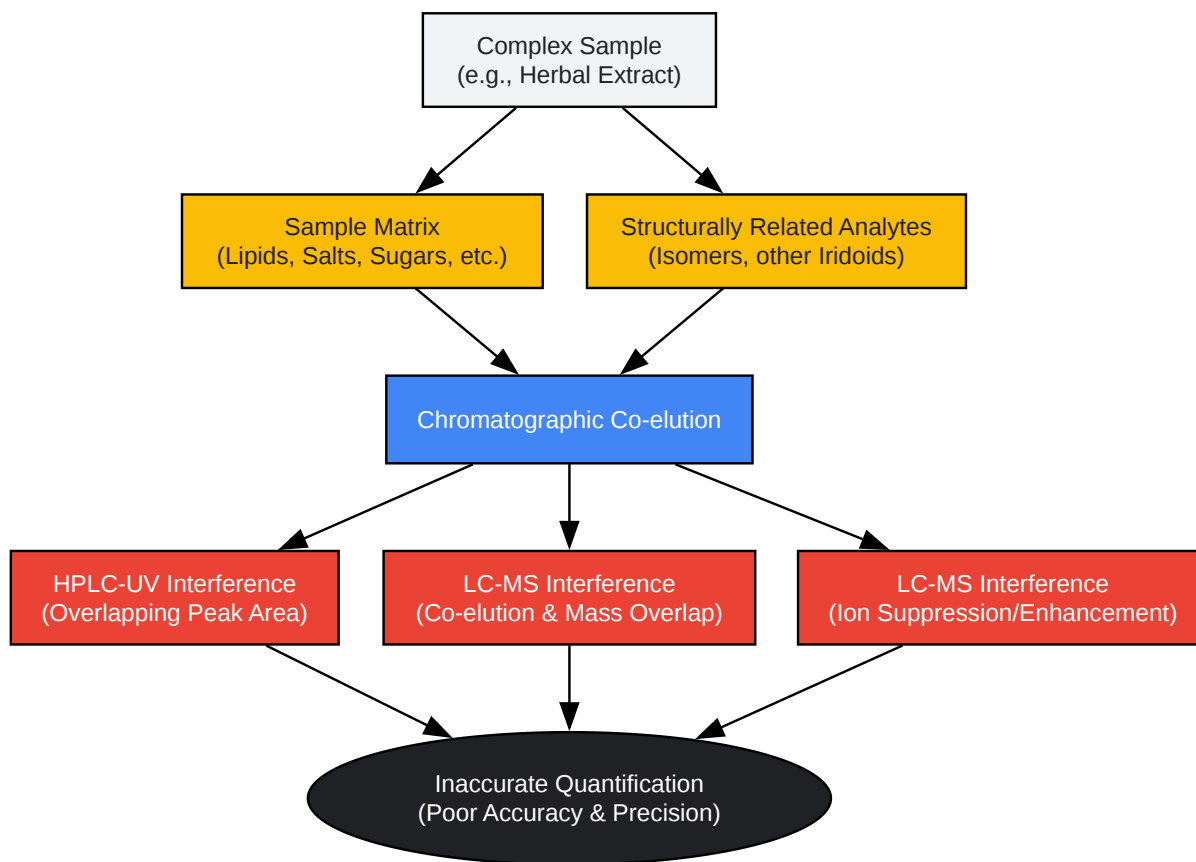 Complex Sample
(e.g., Herbal Extract)
Sample Matrix
(Lipids, Salts, Sugars, etc.)
Structurally Related Analytes
(Isomers, other Iridoids)
Chromatographic Co-elution
HPLC-UV Interference
(Overlapping Peak Area)
LC-MS Interference
(Co-elution & Mass Overlap)
LC-MS Interference
(Ion Suppression/Enhancement)
Inaccurate Quantification
(Poor Accuracy & Precision)